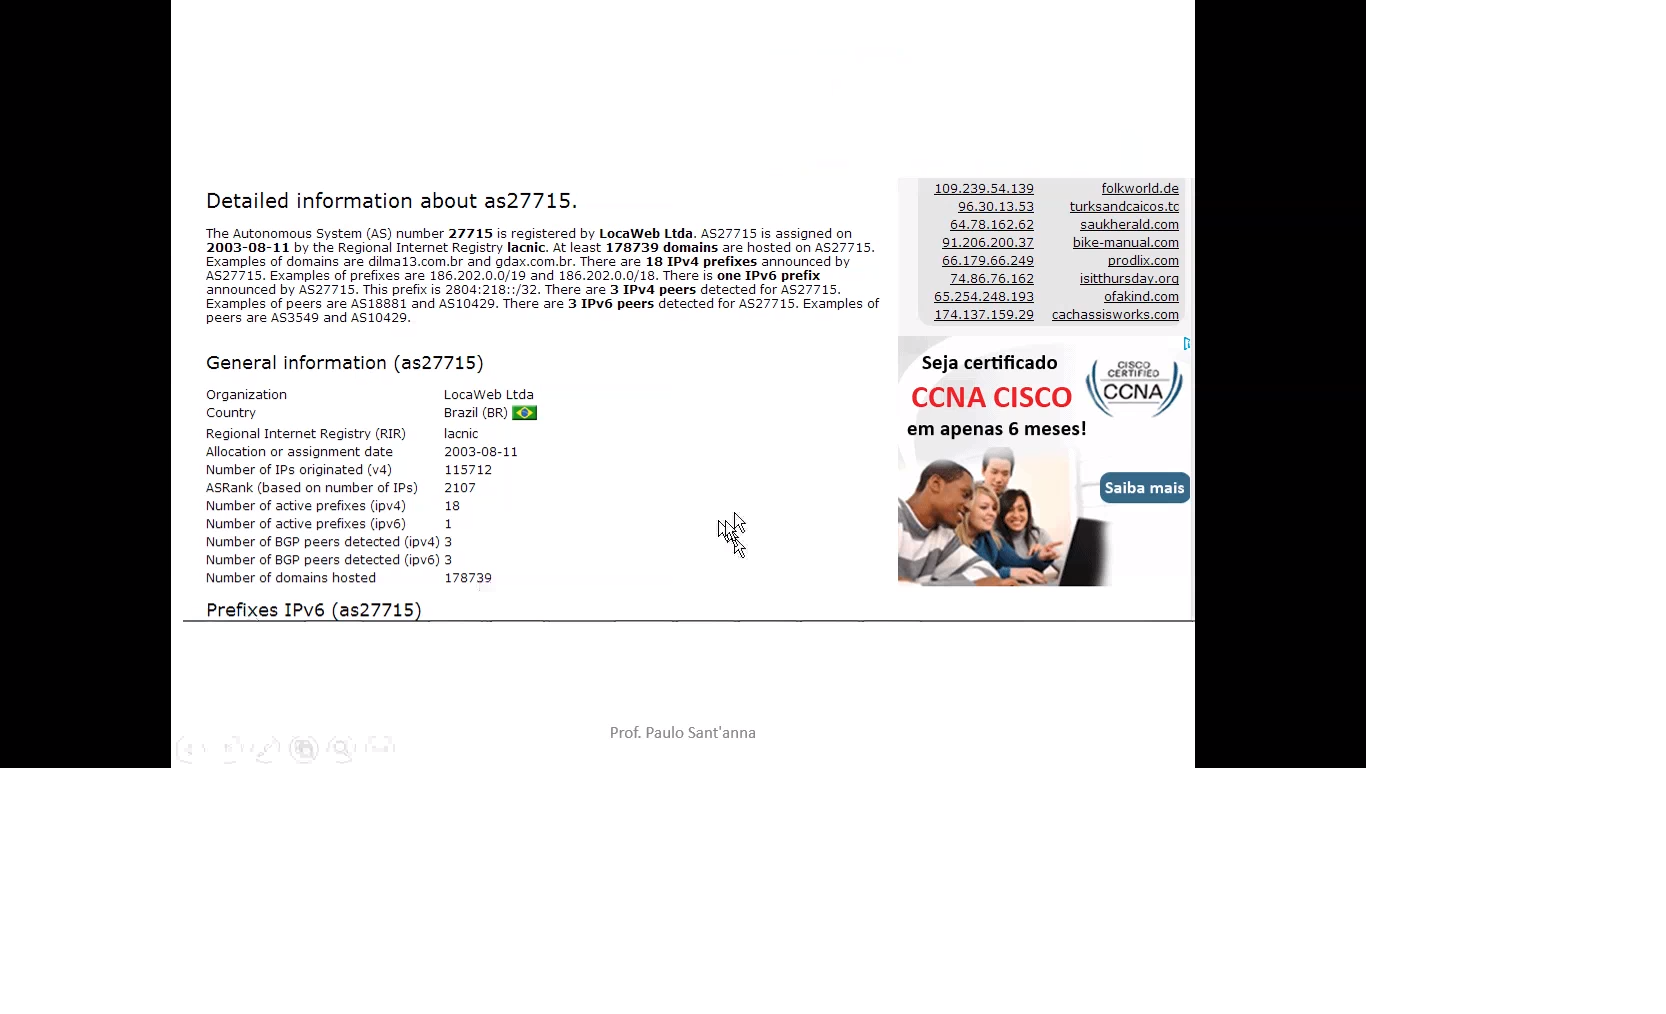 Detailed information about as27715.
The Autonomous System (AS) number 27715 is registered by LocaWeb Ltda. AS27715 is assigned on
2003-08-11 by the Regional Internet Registry lacnic. At least 178739 domains are hosted on AS27715.
Examples of domains are dilma13.com.br and gdax.com.br. There are 18 IPv4 prefixes announced by
AS27715. Examples of prefixes are 186.202.0.0/19 and 186.202.0.0/18. There is one IPv6 prefix
announced by AS27715. This prefix is 2804:218::/32. There are 3 IPv4 peers detected for AS27715.
Examples of peers are AS18881 and AS10429. There are 3 IPv6 peers detected for AS27715. Examples of
peers are AS3549 and AS10429.
General information (as27715)
Organization LocaWeb Ltda
Country Brazil (BR)
Regional Internet Registry (RIR) lacnic
Allocation or assignment date 2003-08-11
Number of IPs originated (v4) 115712
ASRank (based on number of IPs) 2107
Number of active prefixes (ipv4) 18
Number of active prefixes (ipv6) 1
Number of BGP peers detected (ipv4) 3
Number of BGP peers detected (ipv6) 3
Number of domains hosted 178739
Prefixes IPv6 (as27715)
109.239.54.139 folkworld.de
96.30.13.53 turksandcaicos.tc
64.78.162.62 saukherald.com
91.206.200.37 bike-manual.com
66.179.66.249 prodlix.com
74.86.76.162 isitthursday.org
65.254.248.193 ofakind.com
174.137.159.29 cachassisworks.com
Seja certificado
CCNA CISCO
em apenas 6 meses!
CISCO
CERTIFIED
CCNA
Saiba mais
Prof. Paulo Sant'anna